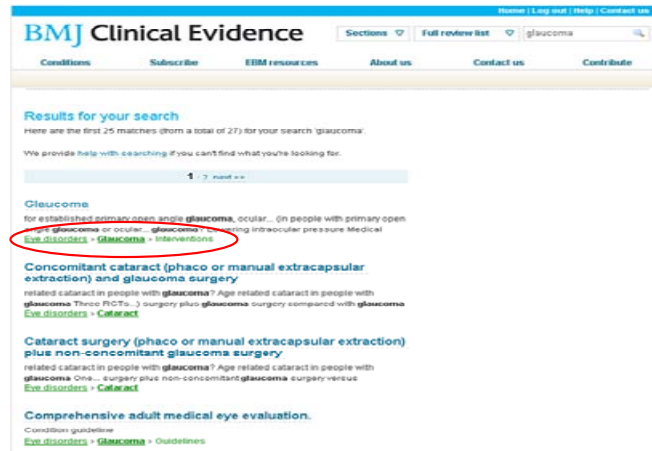 Home | Log out | Help | Contact us
BMJ Clinical Evidence
Sections Full review list glaucoma
Conditions Subscribe EBM resources About us Contact us Contribute
Results for your search
Here are the first 25 matches (from a total of 27) for your search 'glaucoma'.
We provide help with searching if you can't find what you're looking for.
1 · 2 next »»
Glaucoma
for established primary open angle glaucoma, ocular... (in people with primary open
angle glaucoma or ocular... glaucoma? Lowering intraocular pressure Medical
Eye disorders > Glaucoma > Interventions
Concomitant cataract (phaco or manual extracapsular
extraction) and glaucoma surgery
related cataract in people with glaucoma? Age related cataract in people with
glaucoma Three RCTs...) surgery plus glaucoma surgery compared with glaucoma
Eye disorders > Cataract
Cataract surgery (phaco or manual extracapsular extraction)
plus non-concomitant glaucoma surgery
related cataract in people with glaucoma? Age related cataract in people with
glaucoma One... surgery plus non-concomitant glaucoma surgery versus
Eye disorders > Cataract
Comprehensive adult medical eye evaluation.
Condition guideline
Eye disorders > Glaucoma > Guidelines